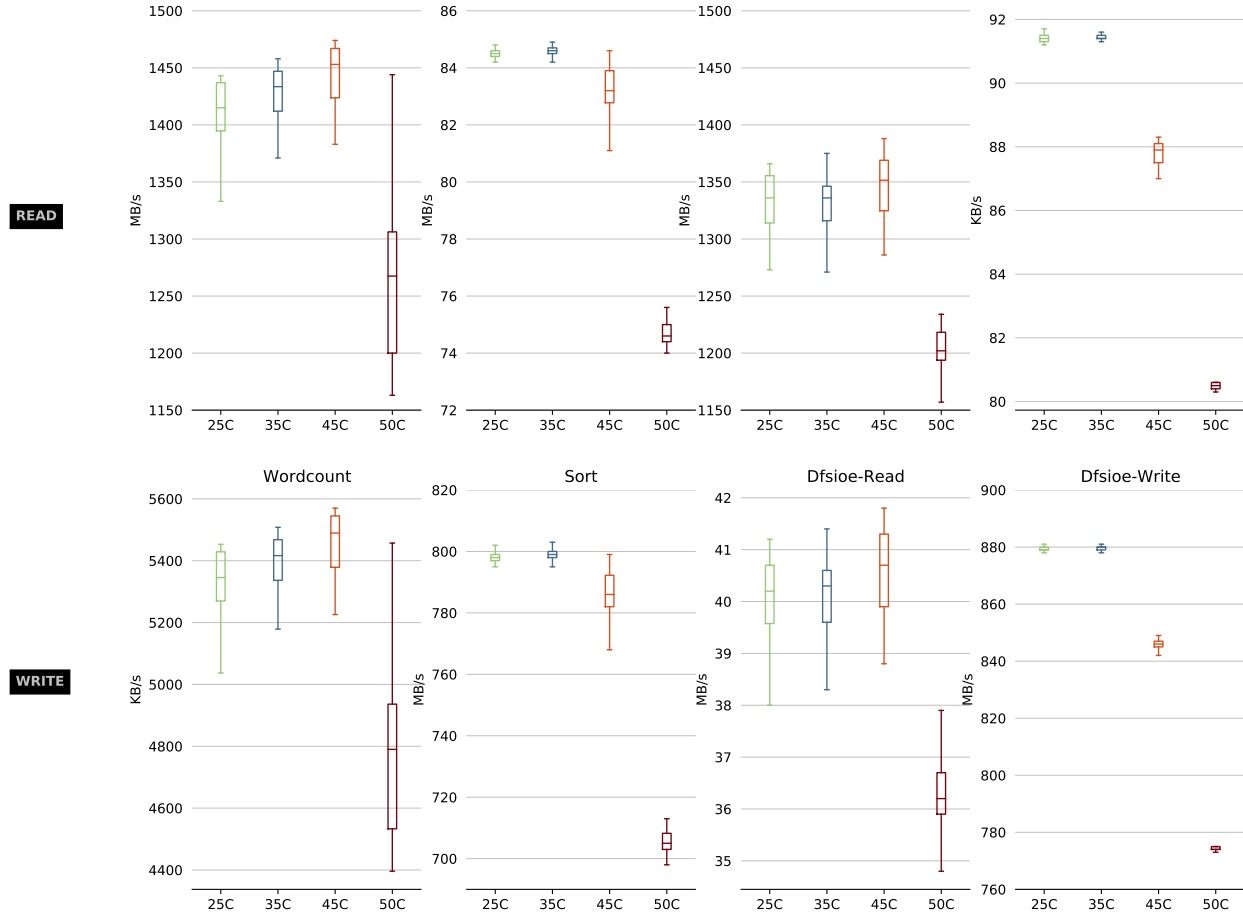 READ
MB/s
1500
1450
1400
1350
1300
1250
1200
1150
25C 35C 45C 50C
MB/s
86
84
82
80
78
76
74
72
25C 35C 45C 50C
MB/s
1500
1450
1400
1350
1300
1250
1200
1150
25C 35C 45C 50C
KB/s
92
90
88
86
84
82
80
25C 35C 45C 50C
WRITE
Wordcount
KB/s
5600
5400
5200
5000
4800
4600
4400
25C 35C 45C 50C
Sort
MB/s
820
800
780
760
740
720
700
25C 35C 45C 50C
Dfsioe-Read
MB/s
42
41
40
39
38
37
36
35
25C 35C 45C 50C
Dfsioe-Write
MB/s
900
880
860
840
820
800
780
760
25C 35C 45C 50C